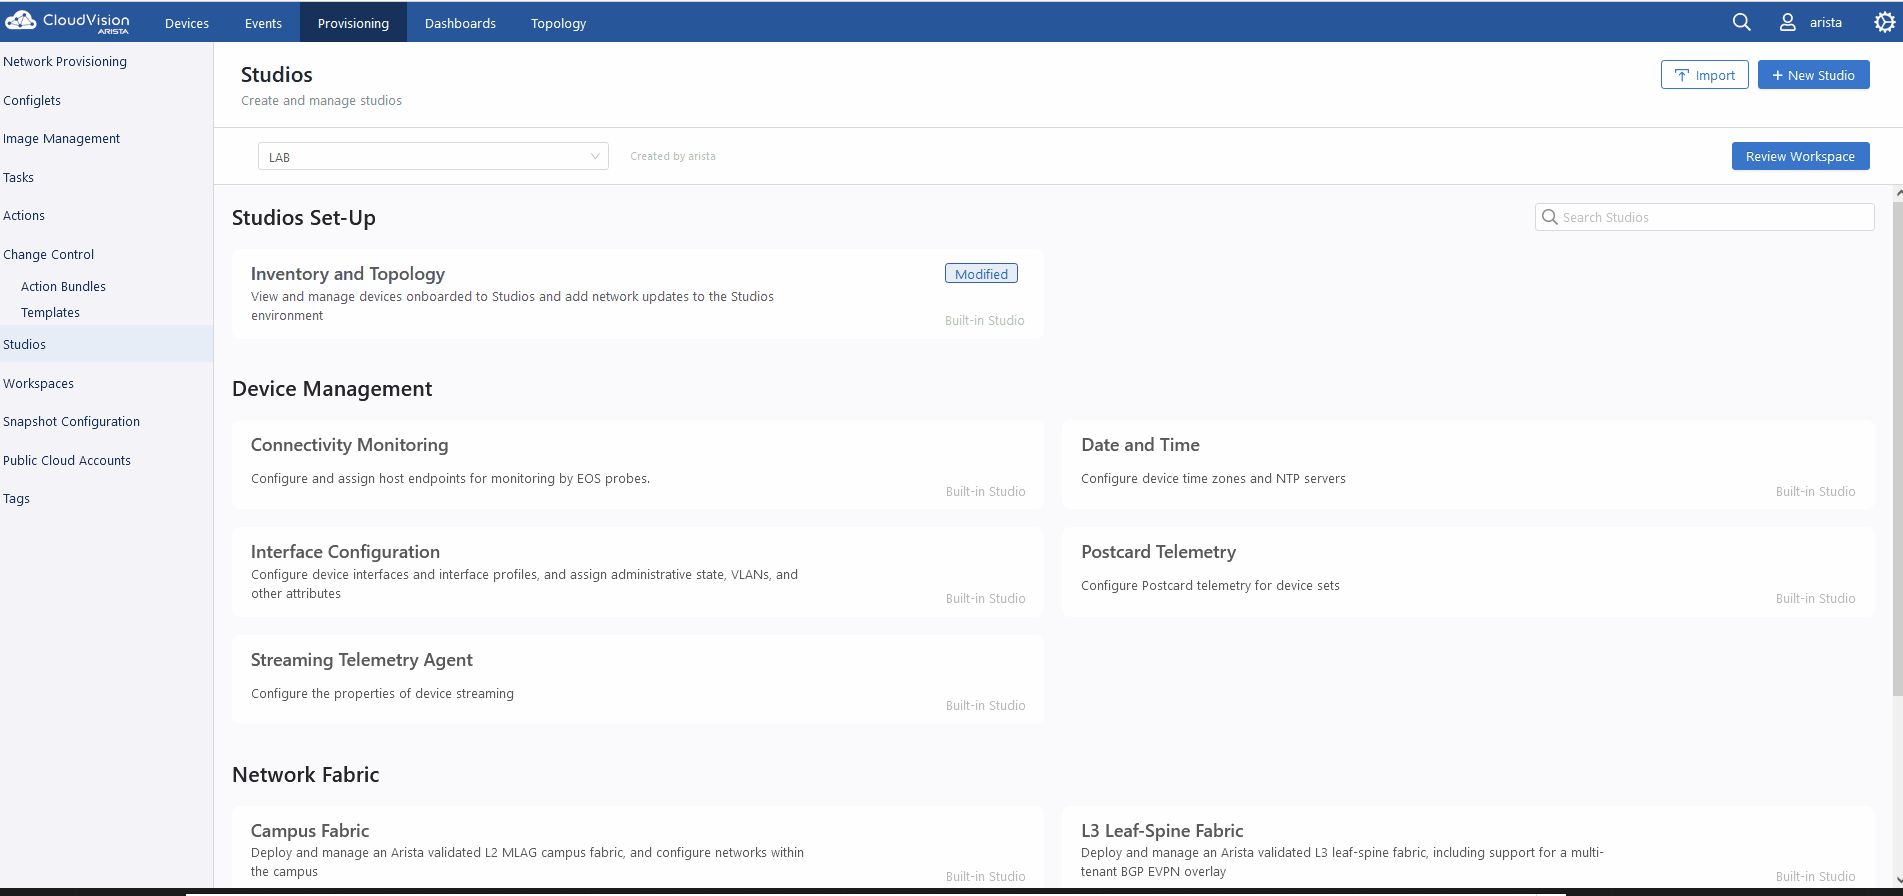 CloudVision
ARISTA
Devices
Events
Provisioning
Dashboards
Topology
arista
Network Provisioning
Configlets
Image Management
Tasks
Actions
Change Control
Action Bundles
Templates
Studios
Workspaces
Snapshot Configuration
Public Cloud Accounts
Tags
Studios
Create and manage studios
Import
+ New Studio
LAB
Created by arista
Review Workspace
Studios Set-Up
Search Studios
Inventory and Topology
Modified
View and manage devices onboarded to Studios and add network updates to the Studios
environment
Built-in Studio
Device Management
Connectivity Monitoring
Configure and assign host endpoints for monitoring by EOS probes.
Built-in Studio
Date and Time
Configure device time zones and NTP servers
Built-in Studio
Interface Configuration
Configure device interfaces and interface profiles, and assign administrative state, VLANs, and
other attributes
Built-in Studio
Postcard Telemetry
Configure Postcard telemetry for device sets
Built-in Studio
Streaming Telemetry Agent
Configure the properties of device streaming
Built-in Studio
Network Fabric
Campus Fabric
Deploy and manage an Arista validated L2 MLAG campus fabric, and configure networks within
the campus
Built-in Studio
L3 Leaf-Spine Fabric
Deploy and manage an Arista validated L3 leaf-spine fabric, including support for a multi-
tenant BGP EVPN overlay
Built-in Studio